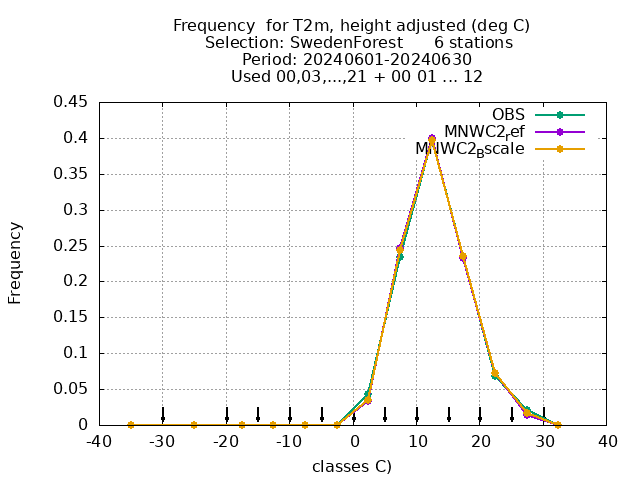 Frequency  for T2m, height adjusted (deg C)
Selection: SwedenForest      6 stations
Period: 20240601-20240630
Used 00,03,...,21 + 00 01 ... 12
0.45
0.4
0.35
0.3
0.25
0.2
0.15
0.1
0.05
0
Frequency
OBS
MNWC2ref
MNWC2Bscale
-40 -30 -20 -10 0 10 20 30 40
classes C)